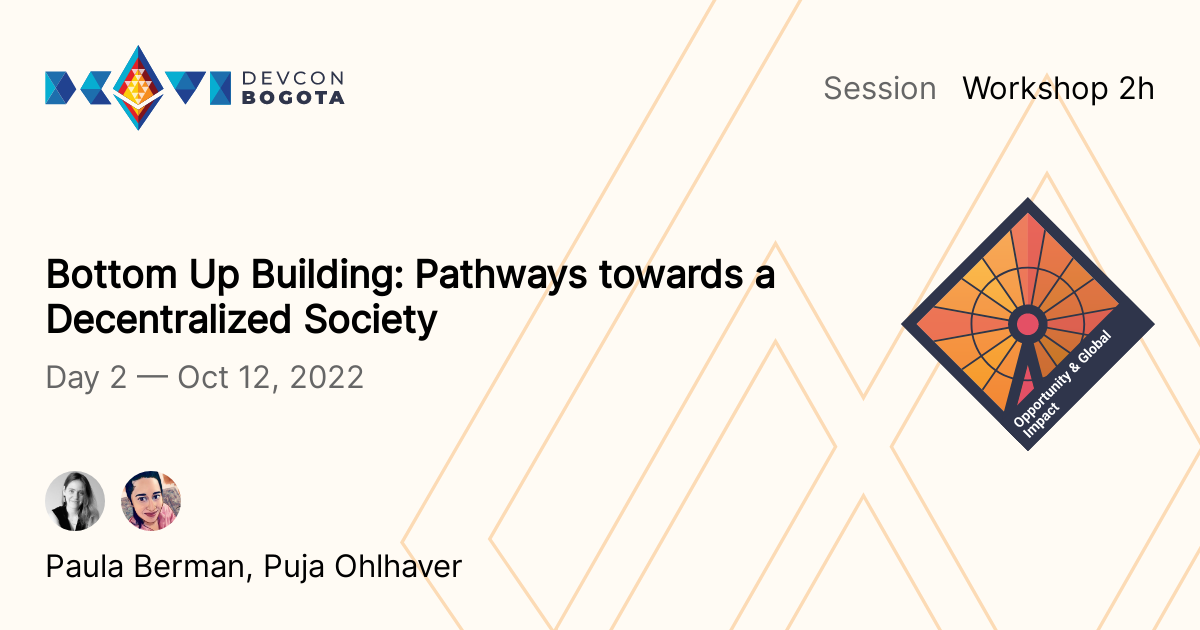 DEVCON
BOGOTA
Session Workshop 2h
Bottom Up Building: Pathways towards a
Decentralized Society
Day 2 — Oct 12, 2022
Opportunity & Global
Impact
Paula Berman, Puja Ohlhaver